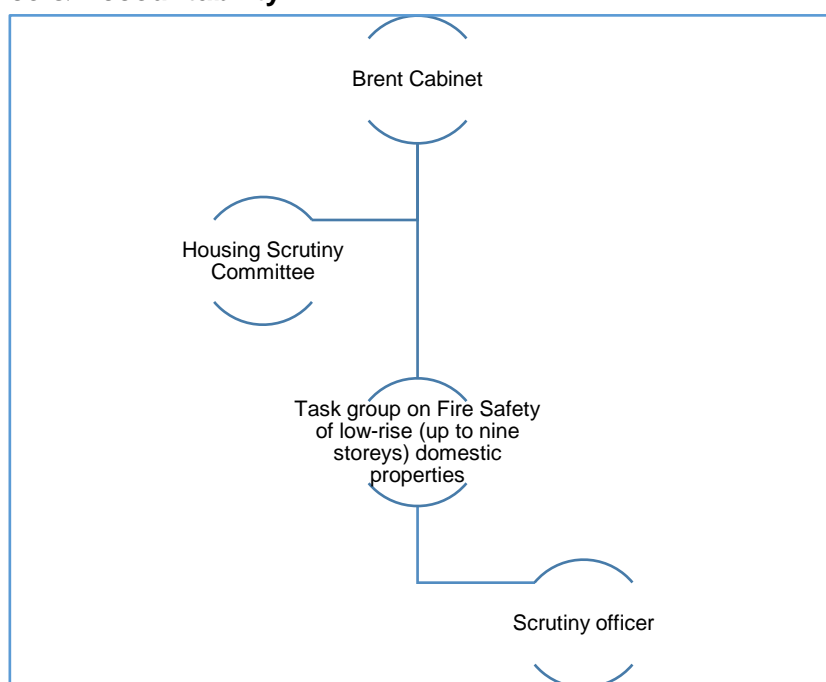 Brent Cabinet
Housing Scrutiny
Committee
Task group on Fire Safety
of low-rise (up to nine
storeys) domestic
properties
Scrutiny officer